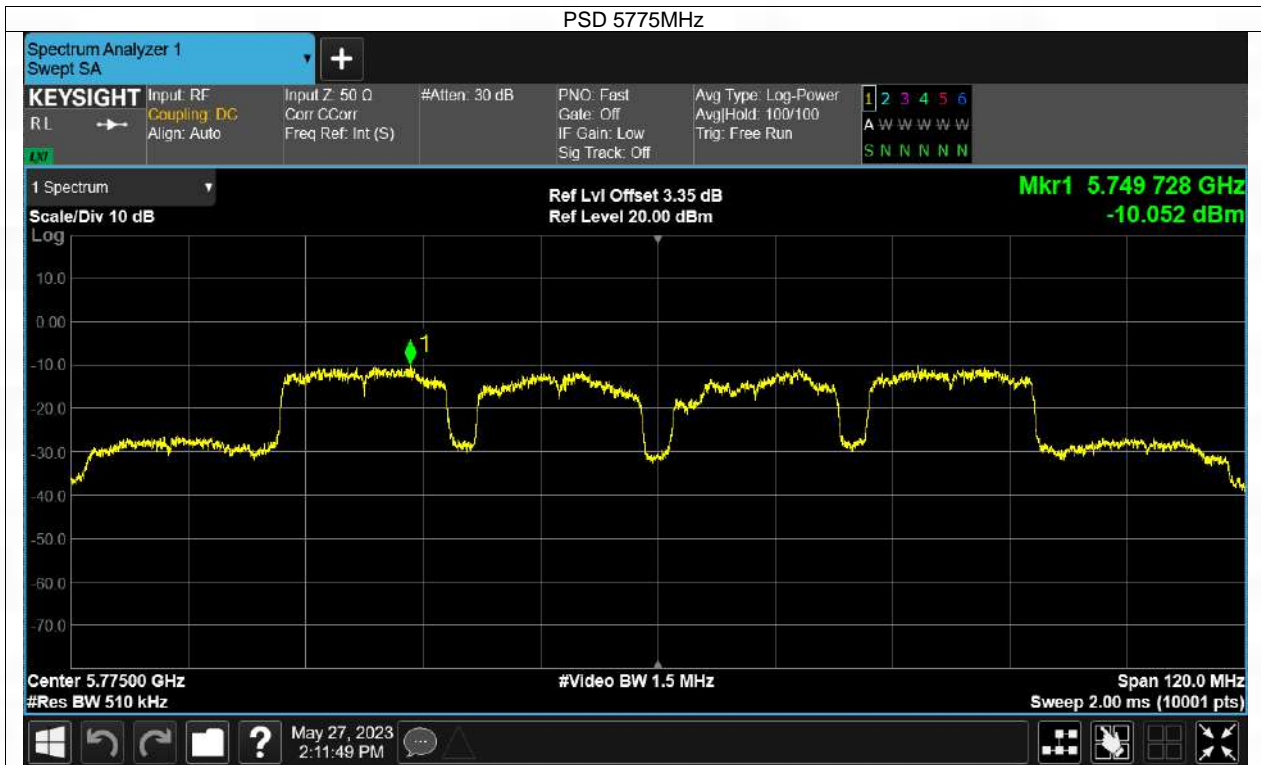 PSD 5775MHz
Spectrum Analyzer 1
Swept SA
+
KEYSIGHT
RL
LXI
Input: RF
Coupling: DC
Align: Auto
Input Z: 50 Ω
Corr CCorr
Freq Ref: Int (S)
#Atten: 30 dB
PNO: Fast
Gate: Off
IF Gain: Low
Sig Track: Off
Avg Type: Log-Power
Avg|Hold: 100/100
Trig: Free Run
1 2 3 4 5 6
A W W W W W
S N N N N N
1 Spectrum
Scale/Div 10 dB
Log
Ref Lvl Offset 3.35 dB
Ref Level 20.00 dBm
Mkr1 5.749 728 GHz
-10.052 dBm
10.0
0.00
-10.0
-20.0
-30.0
-40.0
-50.0
-60.0
-70.0
1
Center 5.77500 GHz
#Res BW 510 kHz
#Video BW 1.5 MHz
Span 120.0 MHz
Sweep 2.00 ms (10001 pts)
?
May 27, 2023
2:11:49 PM